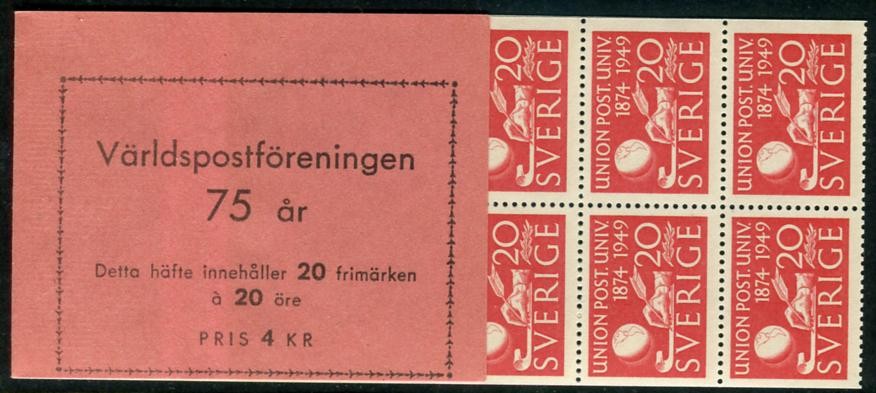 Världspostföreningen
75 år
Detta häfte innehåller 20 frimärken
à 20 öre
PRIS 4 KR
20
SVERIGE
UNION POST. UNIV.
1874 1949
20
SVERIGE
UNION POST. UNIV.
1874 1949
20
SVERIGE
20
SVERIGE
UNION POST. UNIV.
1874 1949
20
SVERIGE
UNION POST. UNIV.
1874 1949
20
SVERIGE